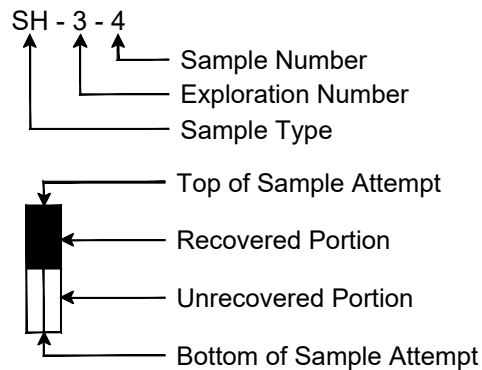 SH - 3 - 4
Sample Number
Exploration Number
Sample Type
Top of Sample Attempt
Recovered Portion
Unrecovered Portion
Bottom of Sample Attempt